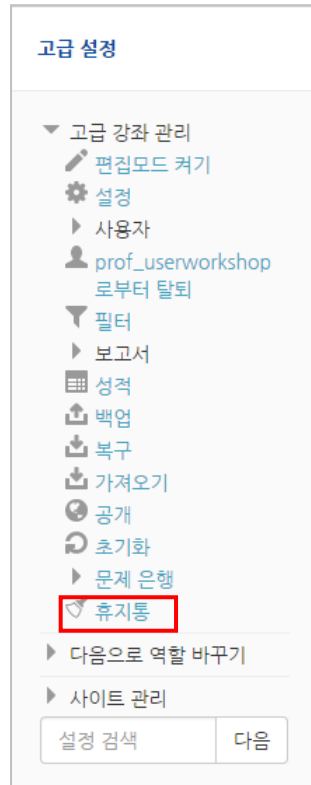 고급 설정
고급 강좌 관리
편집모드 켜기
설정
사용자
prof_userworkshop
로부터 탈퇴
필터
보고서
성적
백업
복구
가져오기
공개
초기화
문제 은행
휴지통
다음으로 역할 바꾸기
사이트 관리
설정 검색 다음